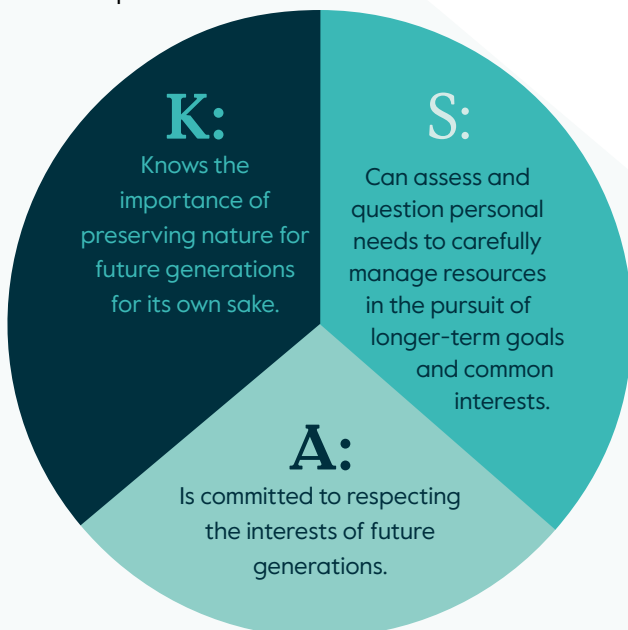 K:
Knows the
importance of
preserving nature for
future generations
for its own sake.
S:
Can assess and
question personal
needs to carefully
manage resources
in the pursuit of
longer-term goals
and common
interests.
A:
Is committed to respecting
the interests of future
generations.